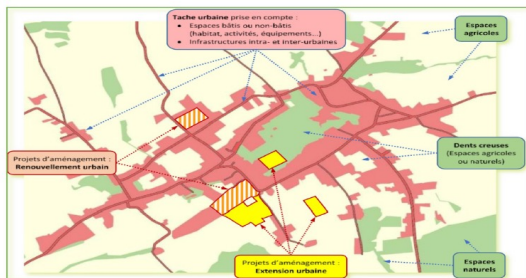 Tache urbaine prise en compte :
• Espaces bâtis ou non-bâtis
(habitat, activités, équipements...)
• Infrastructures intra- et inter-urbaines
Espaces
agricoles
Projets d'aménagement :
Renouvellement urbain
Dents creuses
(Espaces agricoles
ou naturels)
Projets d'aménagement :
Extension urbaine
Espaces
naturels